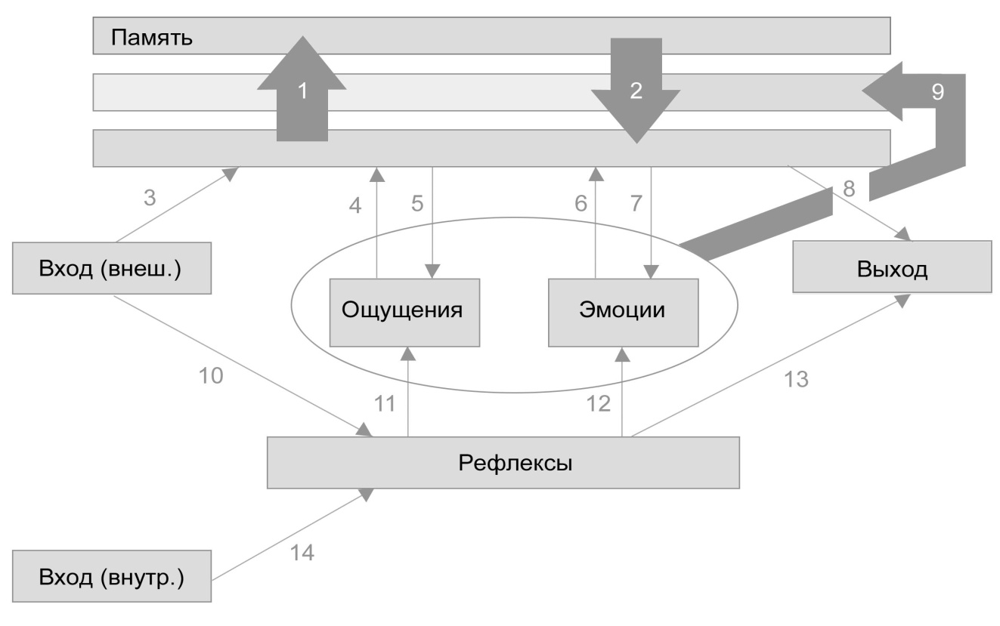 Память
1
2
9
3
4
5
6
7
8
Вход (внеш.)
Ощущения
Эмоции
Выход
10
11
12
13
Рефлексы
14
Вход (внутр.)